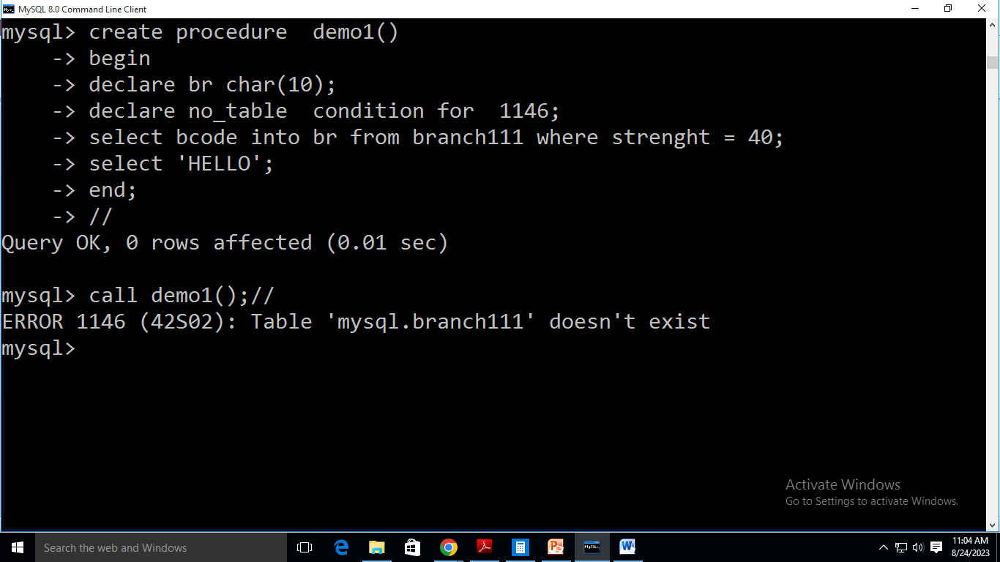 MySQL 8.0 Command Line Client
mysql> create procedure  demo1()
    -> begin
    -> declare br char(10);
    -> declare no_table  condition for  1146;
    -> select bcode into br from branch111 where strenght = 40;
    -> select 'HELLO';
    -> end;
    -> //
Query OK, 0 rows affected (0.01 sec)
mysql> call demo1();//
ERROR 1146 (42S02): Table 'mysql.branch111' doesn't exist
mysql>
Activate Windows
Go to Settings to activate Windows.
Search the web and Windows
11:04 AM
8/24/2023